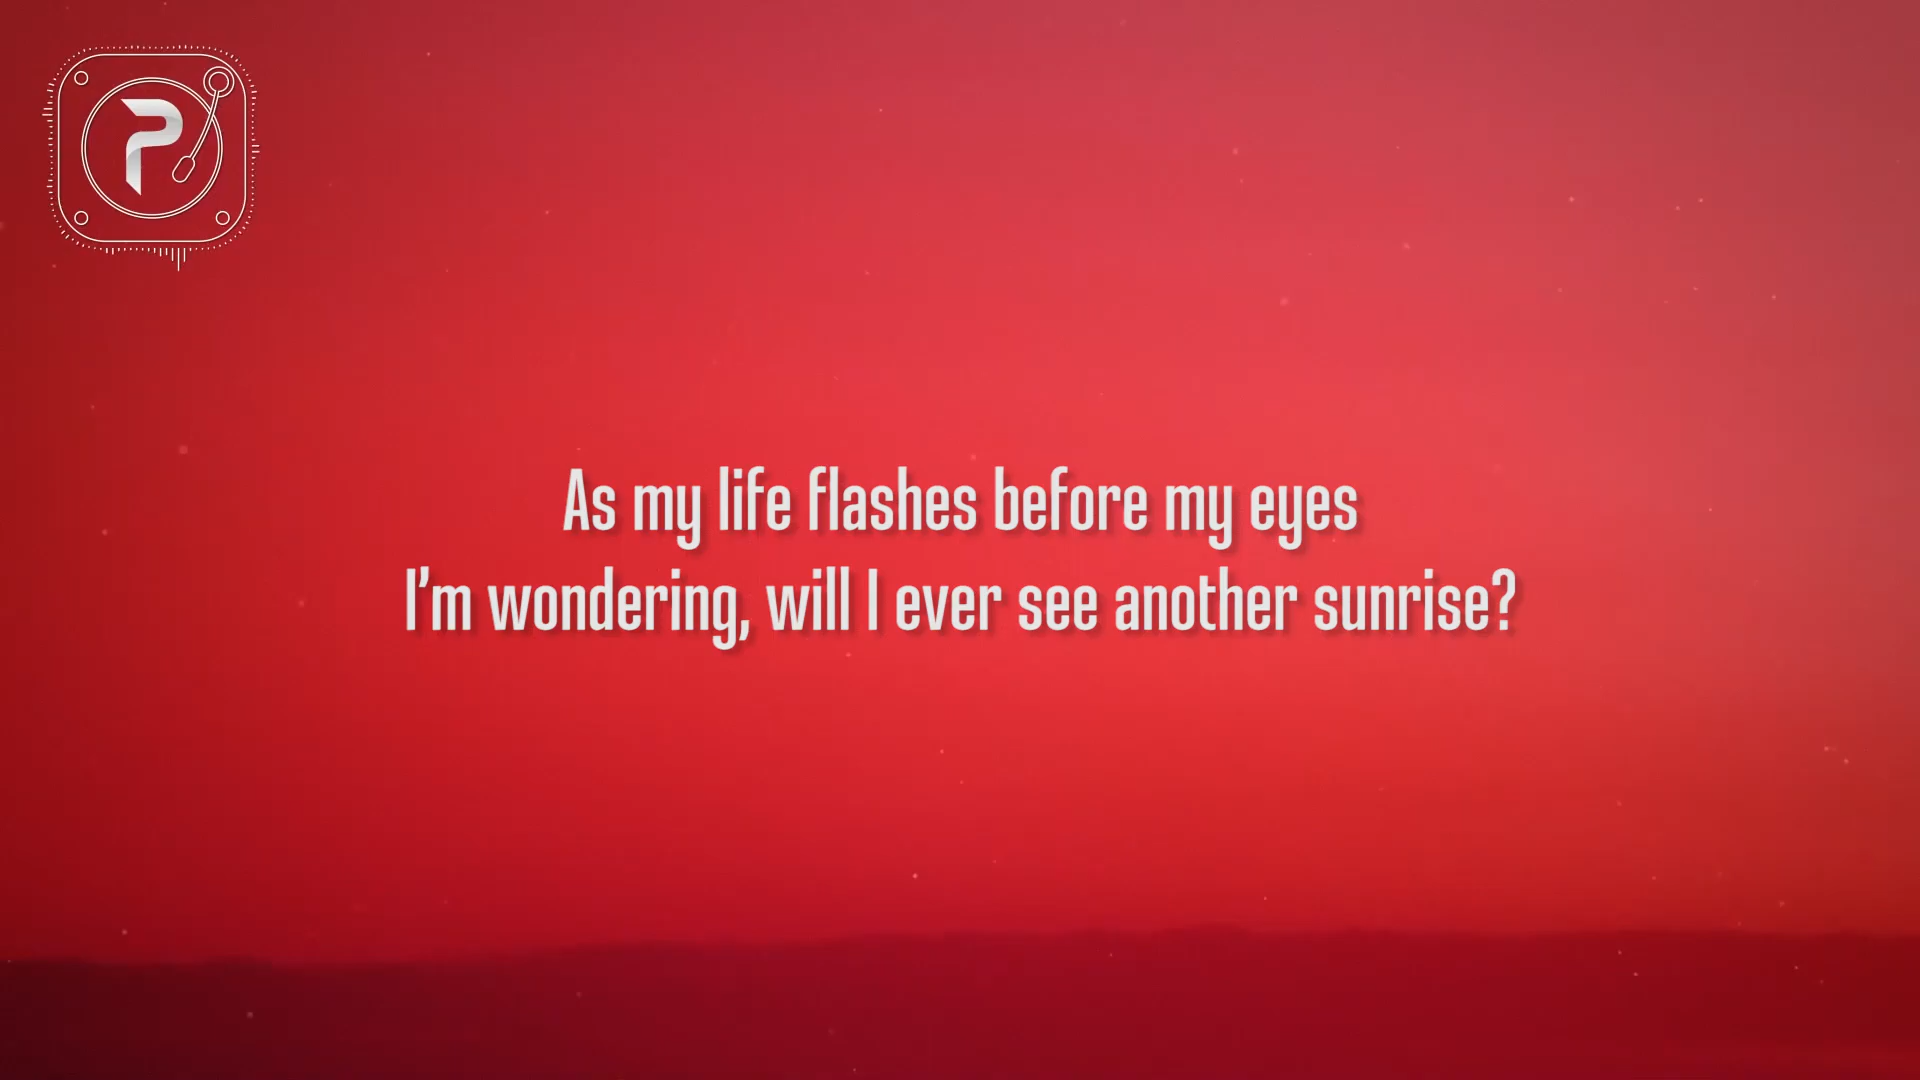 P
As my life flashes before my eyes
I'm wondering, will I ever see another sunrise?